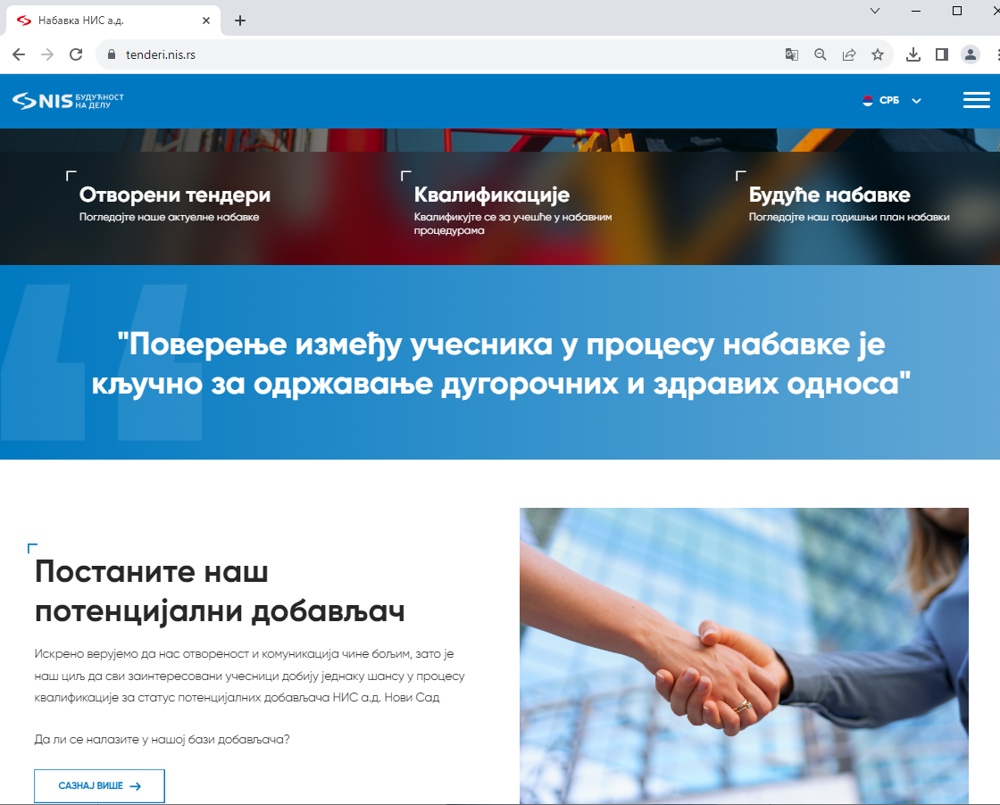 Набавка НИС а.д.
tenderi.nis.rs
NIS БУДУЋНОСТ
НА ДЕЛУ
СРБ
Отворени тендери
Погледајте наше актуелне набавке
Квалификације
Квалификујте се за учешће у набавним
процедурама
Будуће набавке
Погледајте наш годишњи план набавки
"Поверење између учесника у процесу набавке је
кључно за одржавање дугорочних и здравих односа"
Постаните наш
потенцијални добављач
Искрено верујемо да нас отвореност и комуникација чине бољим, зато је
наш циљ да сви заинтересовани учесници добију једнаку шансу у процесу
квалификације за статус потенцијалних добављача НИС а.д. Нови Сад
Да ли се налазите у нашој бази добављача?
САЗНАЈ ВИШЕ →